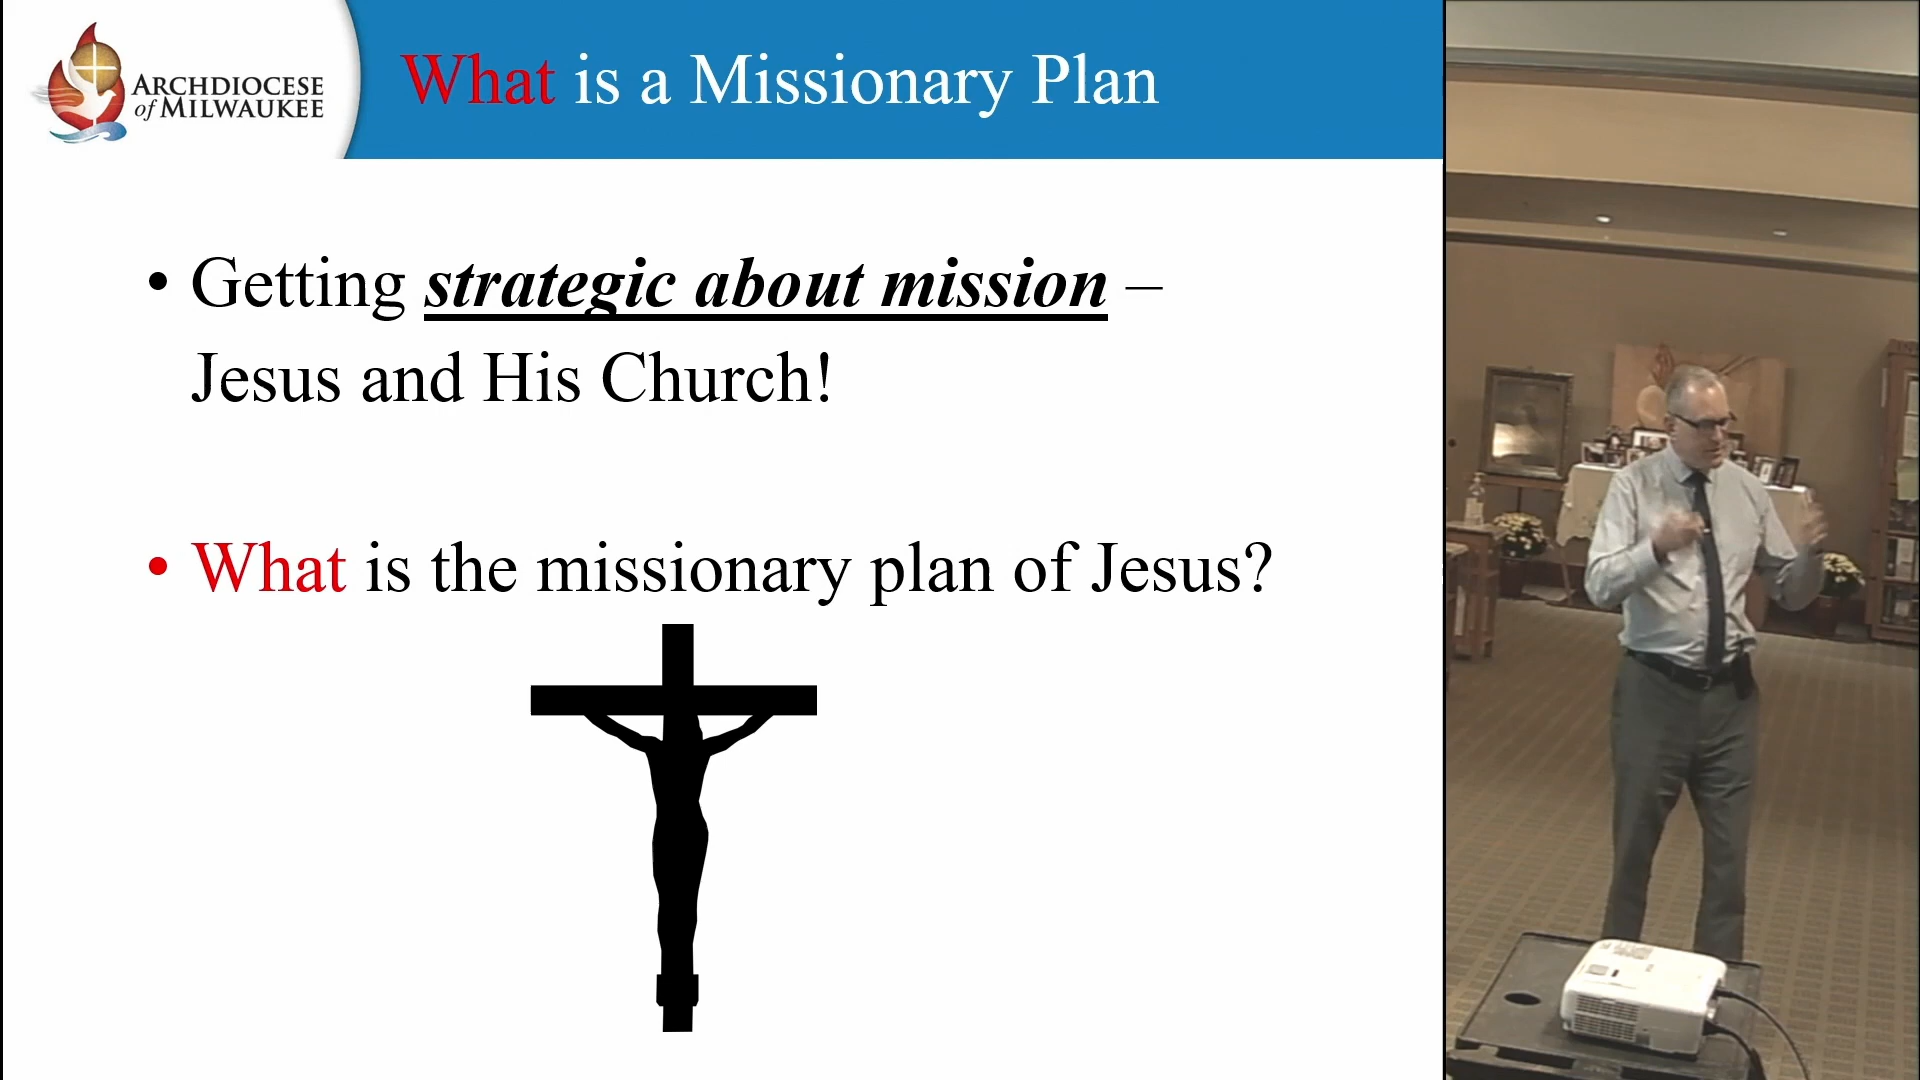 ARCHDIOCESE
of MILWAUKEE
What is a Missionary Plan
• Getting strategic about mission –
Jesus and His Church!
• What is the missionary plan of Jesus?